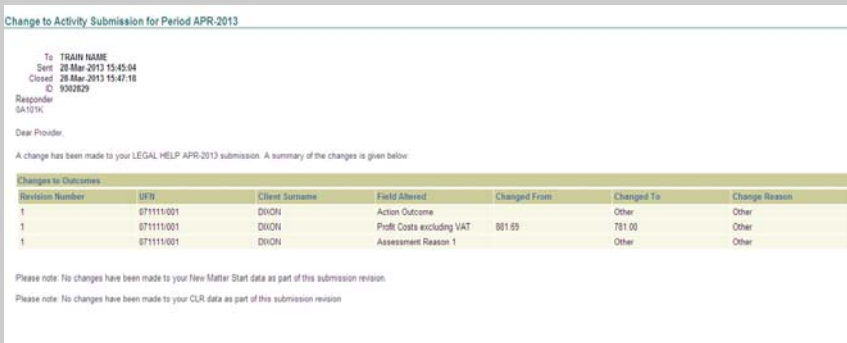 Change to Activity Submission for Period APR-2013
To TRAIN NAME
Sent 28-Mar-2013 15:45:04
Closed 28-Mar-2013 15:47:18
ID 9302829
Responder
0A101K
Dear Provider,
A change has been made to your LEGAL HELP APR-2013 submission. A summary of the changes is given below:
Changes to Outcomes
Revision Number UFN Client Surname Field Altered Changed From Changed To Change Reason
1 071111/001 DIXON Action Outcome Other Other
1 071111/001 DIXON Profit Costs excluding VAT 881.69 781.00 Other
1 071111/001 DIXON Assessment Reason 1 Other Other
Please note: No changes have been made to your New Matter Start data as part of this submission revision.
Please note: No changes have been made to your CLR data as part of this submission revision